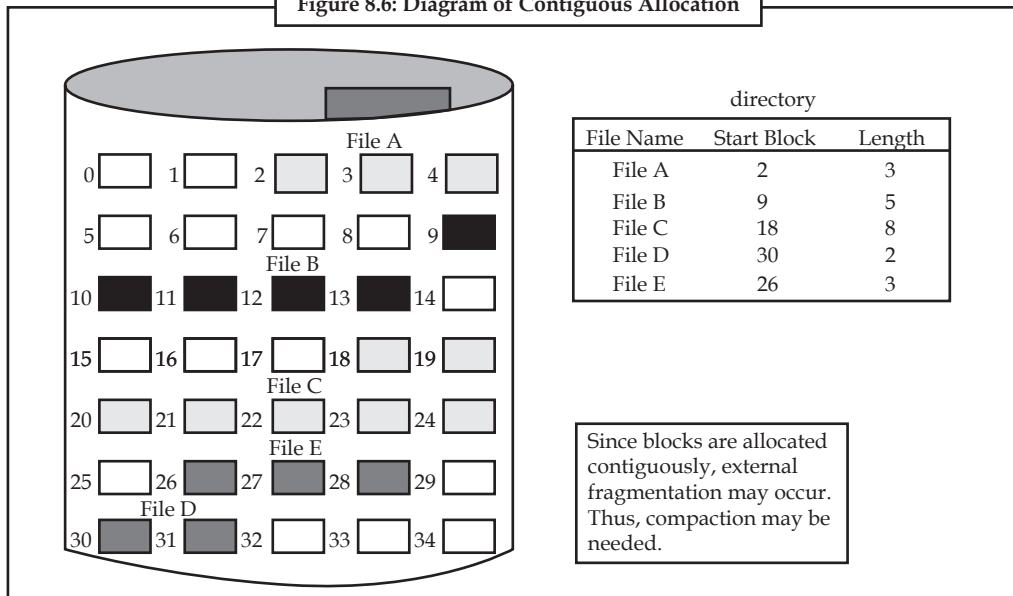 Figure 8.6: Diagram of Contiguous Allocation
File A
0 1 2 3 4
5 6 7 8 9
File B
10 11 12 13 14
15 16 17 18 19
File C
20 21 22 23 24
File E
25 26 27 28 29
File D
30 31 32 33 34
directory
File Name Start Block Length
File A 2 3
File B 9 5
File C 18 8
File D 30 2
File E 26 3
Since blocks are allocated
contiguously, external
fragmentation may occur.
Thus, compaction may be
needed.